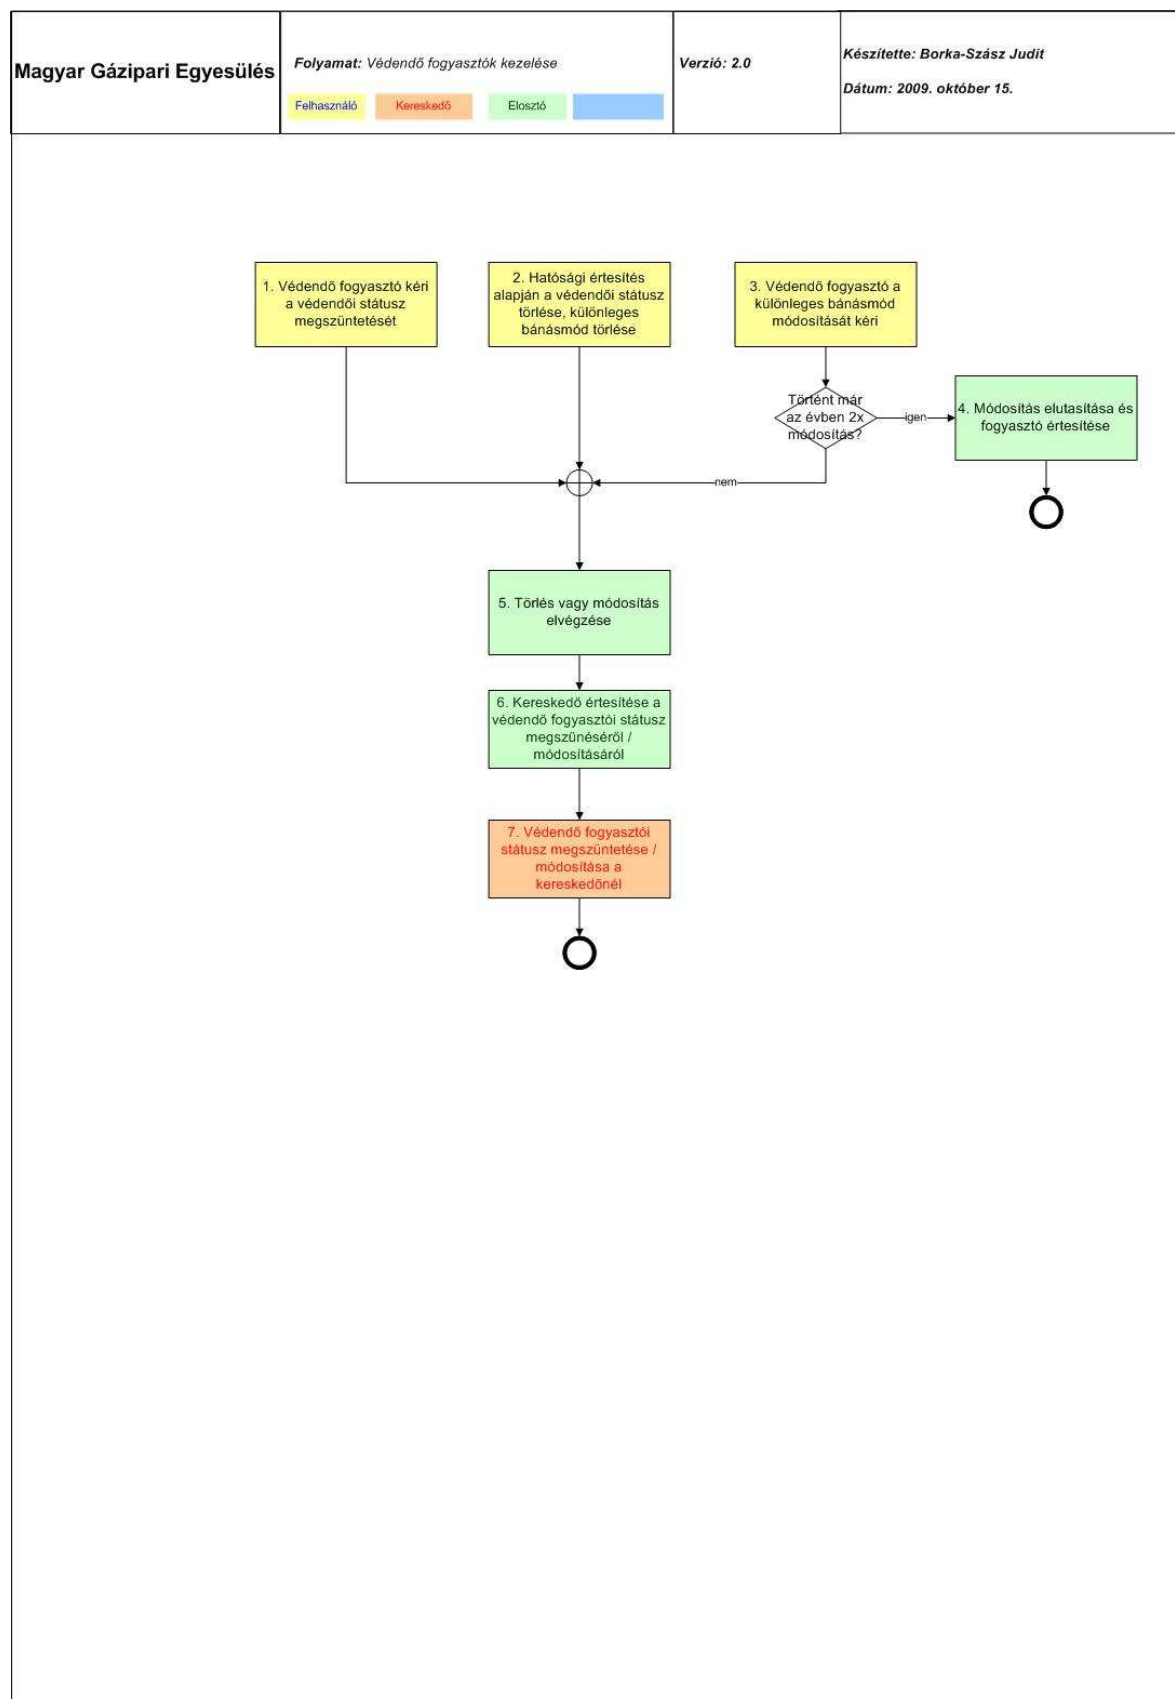 Magyar Gázipari Egyesülés
Folyamat: Védendő fogyasztók kezelése
Felhasználó
Kereskedő
Elosztó
Verzió: 2.0
Készítette: Borka-Szász Judit
Dátum: 2009. október 15.
1. Védendő fogyasztó kéri
a védendői státusz
megszüntetését
2. Hatósági értesítés
alapján a védendői státusz
törlése, különleges
bánásmód törlése
3. Védendő fogyasztó a
különleges bánásmód
módosítását kéri
Történt már
az évben 2x
módosítás?
igen
4. Módosítás elutasítása és
fogyasztó értesítése
nem
5. Törlés vagy módosítás
elvégzése
6. Kereskedő értesítése a
védendő fogyasztói státusz
megszünéséről /
módosításáról
7. Védendő fogyasztói
státusz megszüntetése /
módosítása a
kereskedőnél